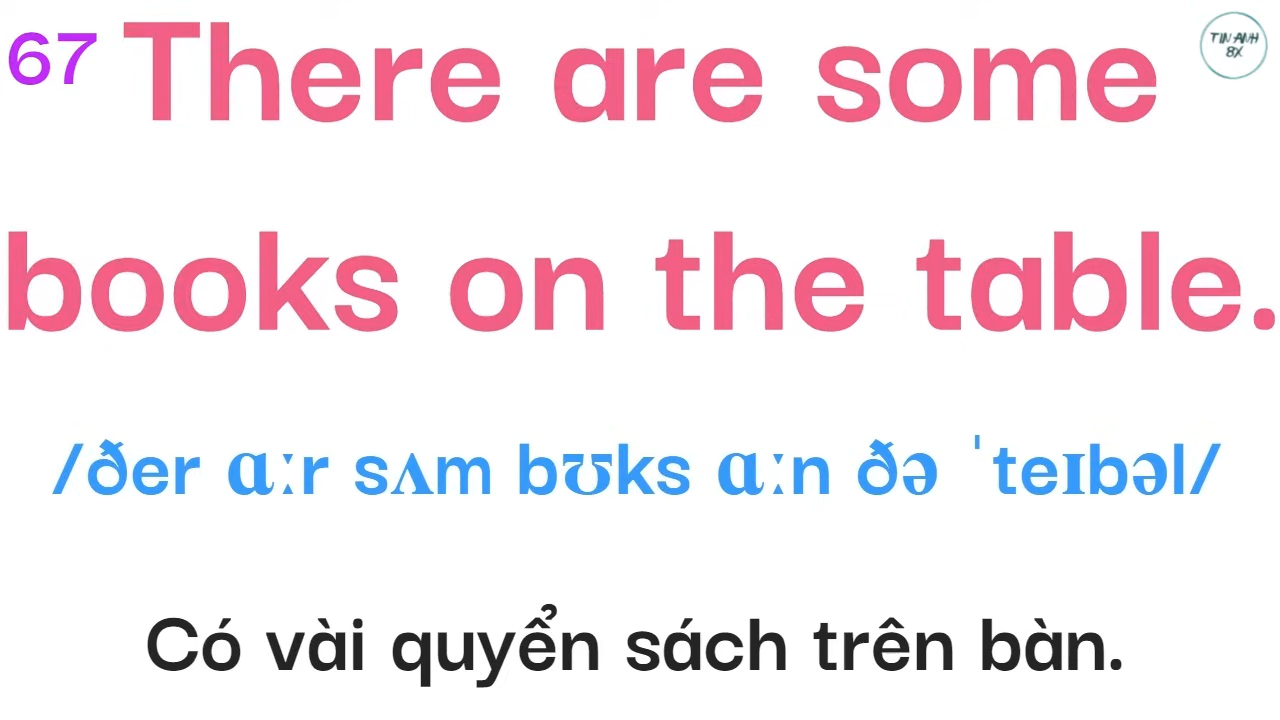 67 There are some
TIN ANH
8X
books on the table.
/ðer ɑːr sʌm bʊks ɑːn ðə ˈteɪbəl/
Có vài quyển sách trên bàn.